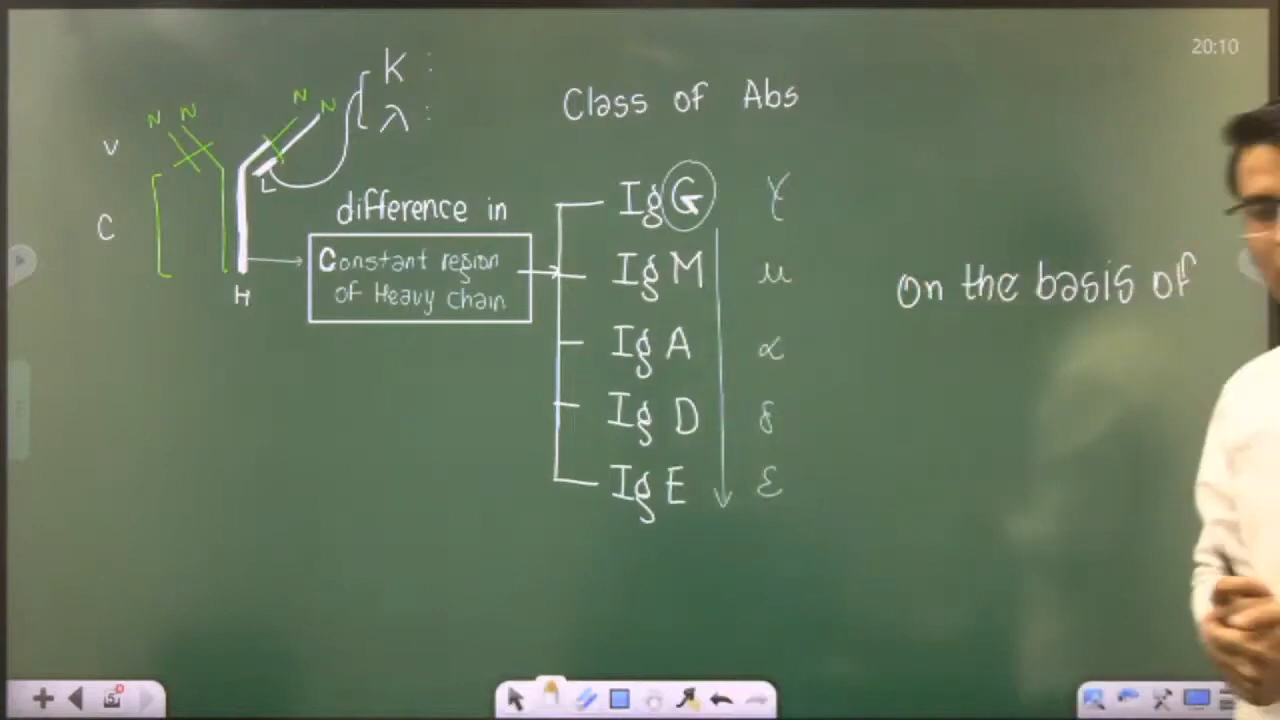 20:10
K :
λ :
N N N N
Class of Abs
V
L
C
difference in
Constant region
of Heavy chain
H
IgG γ
IgM μ
IgA α
IgD δ
IgE ε
On the basis of